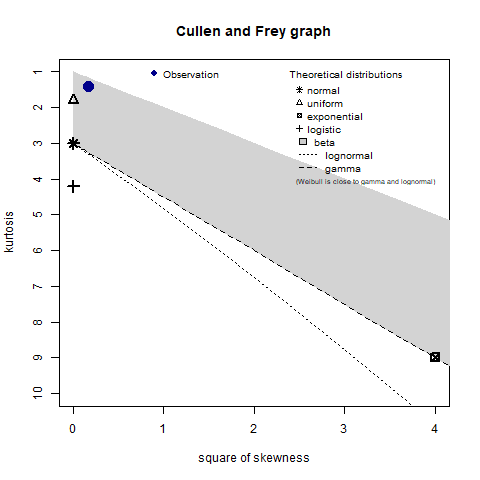 Cullen and Frey graph
Observation
Theoretical distributions
normal
uniform
exponential
logistic
beta
lognormal
gamma
(Weibull is close to gamma and lognormal)
kurtosis
1
2
3
4
5
6
7
8
9
10
0
1
2
3
4
square of skewness